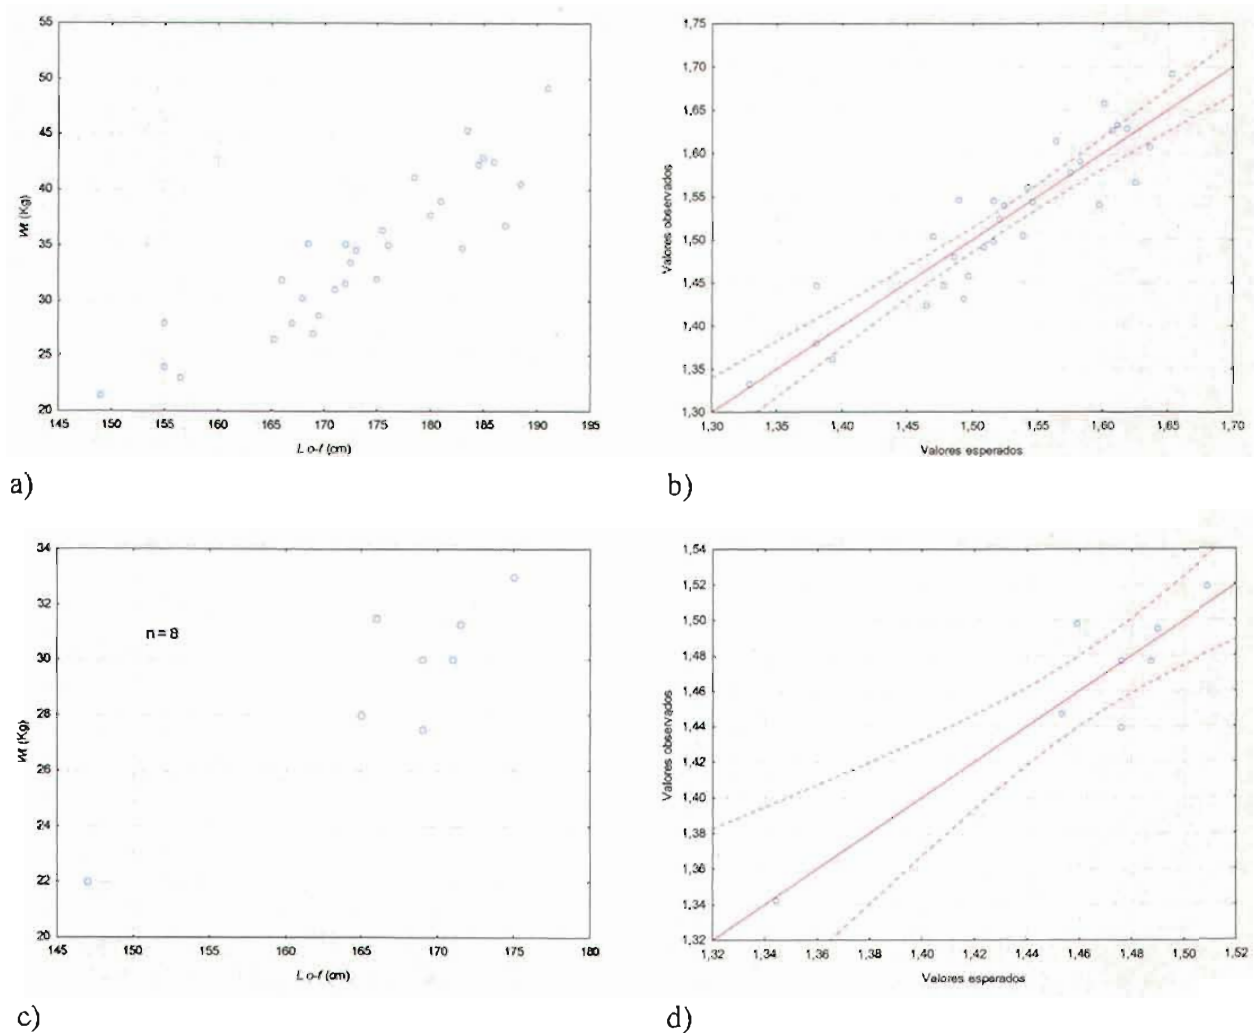 55
50
45
40
35
30
25
20
Wt (Kg)
145 150 155 160 165 170 175 180 185 190 195
L o-f (cm)
a)
1,75
1,70
1,65
1,60
1,55
1,50
1,45
1,40
1,35
1,30
Valores observados
1,30 1,35 1,40 1,45 1,50 1,55 1,60 1,65 1,70
Valores esperados
b)
34
32
30
28
26
24
22
20
Wt (Kg)
n = 8
145 150 155 160 165 170 175 180
L o-f (cm)
c)
1,54
1,52
1,50
1,48
1,46
1,44
1,42
1,40
1,38
1,36
1,34
1,32
Valores observados
1,32 1,34 1,36 1,38 1,40 1,42 1,44 1,46 1,48 1,50 1,52
Valores esperados
d)